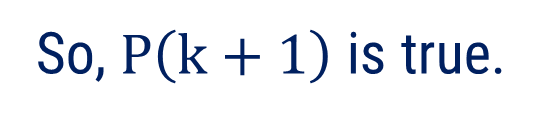 So, P(k + 1) is true.